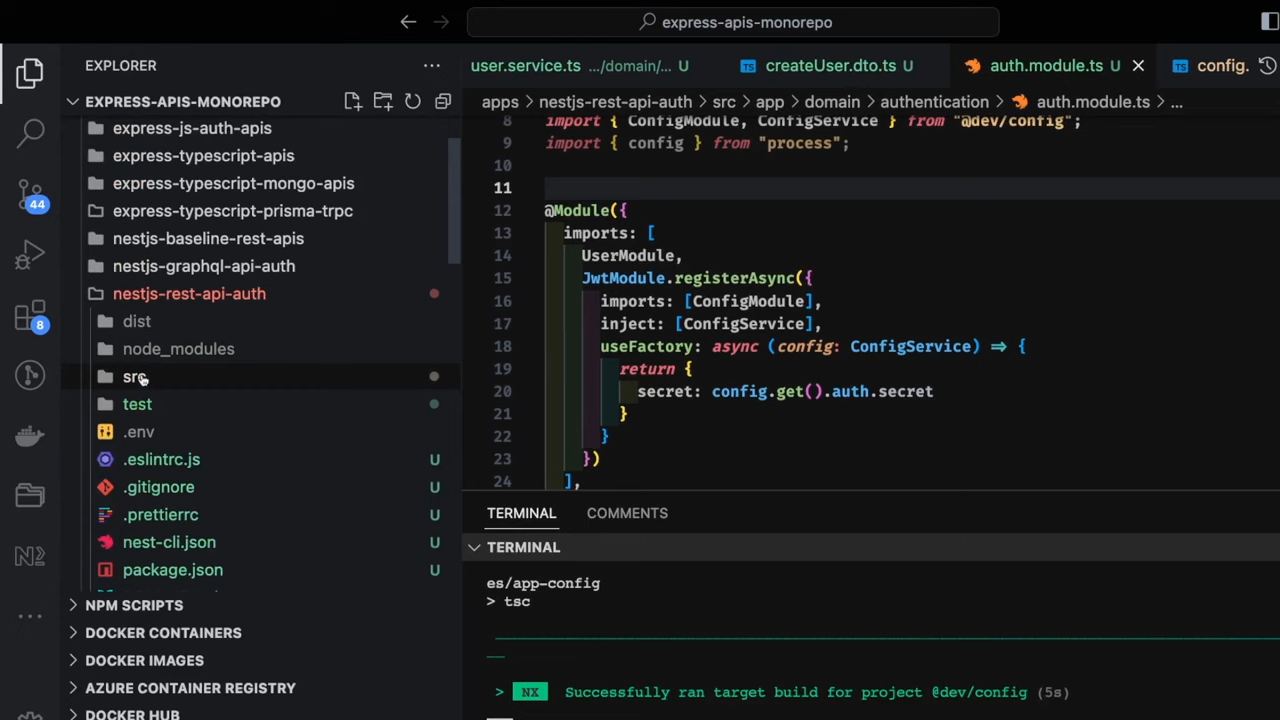 express-apis-monorepo
EXPLORER
EXPRESS-APIS-MONOREPO
express-js-auth-apis
express-typescript-apis
express-typescript-mongo-apis
express-typescript-prisma-trpc
nestjs-baseline-rest-apis
nestjs-graphql-api-auth
nestjs-rest-api-auth
dist
node_modules
src
test
.env
.eslintrc.js U
.gitignore U
.prettierrc U
nest-cli.json U
package.json U
NPM SCRIPTS
DOCKER CONTAINERS
DOCKER IMAGES
AZURE CONTAINER REGISTRY
DOCKER HUB
44
8
user.service.ts .../domain/... U TS createUser.dto.ts U auth.module.ts U TS config.
apps > nestjs-rest-api-auth > src > app > domain > authentication > auth.module.ts > ...
8 import { ConfigModule, ConfigService } from "@dev/config";
9 import { config } from "process";
10
11
12 @Module({
13 imports: [
14 UserModule,
15 JwtModule.registerAsync({
16 imports: [ConfigModule],
17 inject: [ConfigService],
18 useFactory: async (config: ConfigService) ⇒ {
19 return {
20 secret: config.get().auth.secret
21 }
22 }
23 })
24 ],
TERMINAL COMMENTS
TERMINAL
es/app-config
> tsc
> NX Successfully ran target build for project @dev/config (5s)